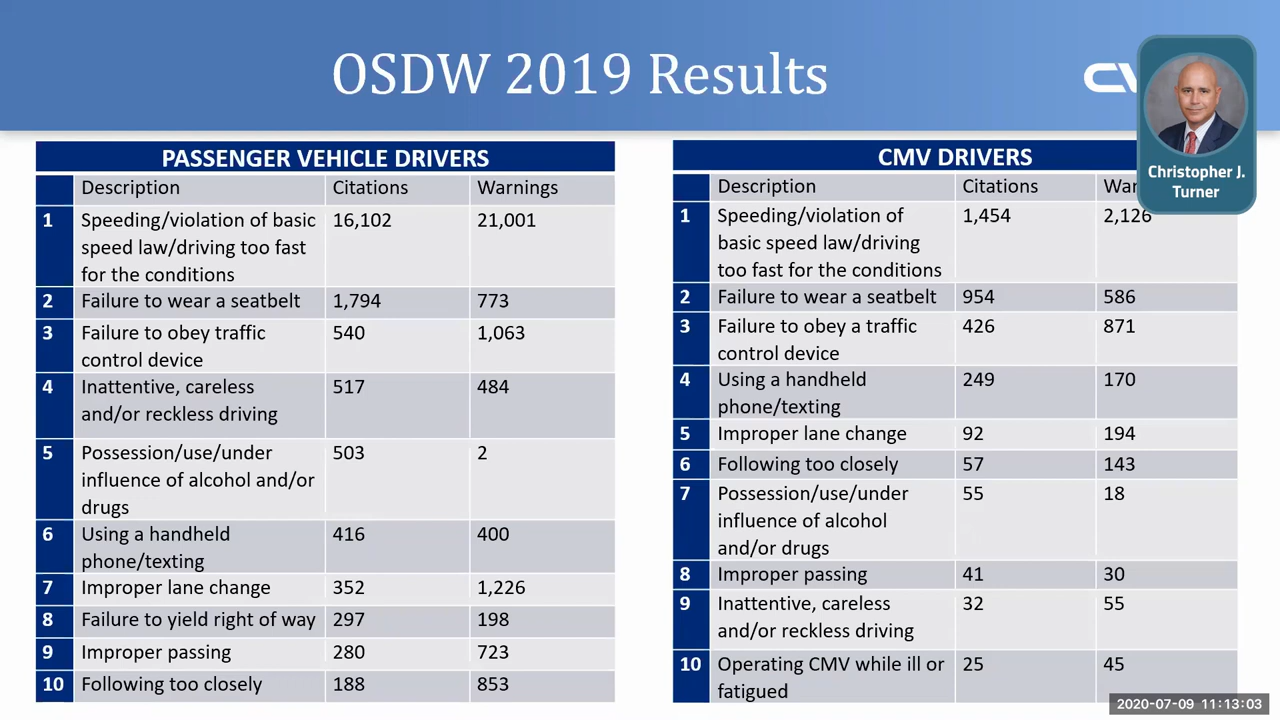 OSDW 2019 Results
CV
Christopher J.
Turner
PASSENGER VEHICLE DRIVERS
Description Citations Warnings
1 Speeding/violation of basic 16,102 21,001
speed law/driving too fast
for the conditions
2 Failure to wear a seatbelt 1,794 773
3 Failure to obey traffic 540 1,063
control device
4 Inattentive, careless 517 484
and/or reckless driving
5 Possession/use/under 503 2
influence of alcohol and/or
drugs
6 Using a handheld 416 400
phone/texting
7 Improper lane change 352 1,226
8 Failure to yield right of way 297 198
9 Improper passing 280 723
10 Following too closely 188 853
CMV DRIVERS
Description Citations War
1 Speeding/violation of 1,454 2,126
basic speed law/driving
too fast for the conditions
2 Failure to wear a seatbelt 954 586
3 Failure to obey a traffic 426 871
control device
4 Using a handheld 249 170
phone/texting
5 Improper lane change 92 194
6 Following too closely 57 143
7 Possession/use/under 55 18
influence of alcohol
and/or drugs
8 Improper passing 41 30
9 Inattentive, careless 32 55
and/or reckless driving
10 Operating CMV while ill or 25 45
fatigued
2020-07-09 11:13:03